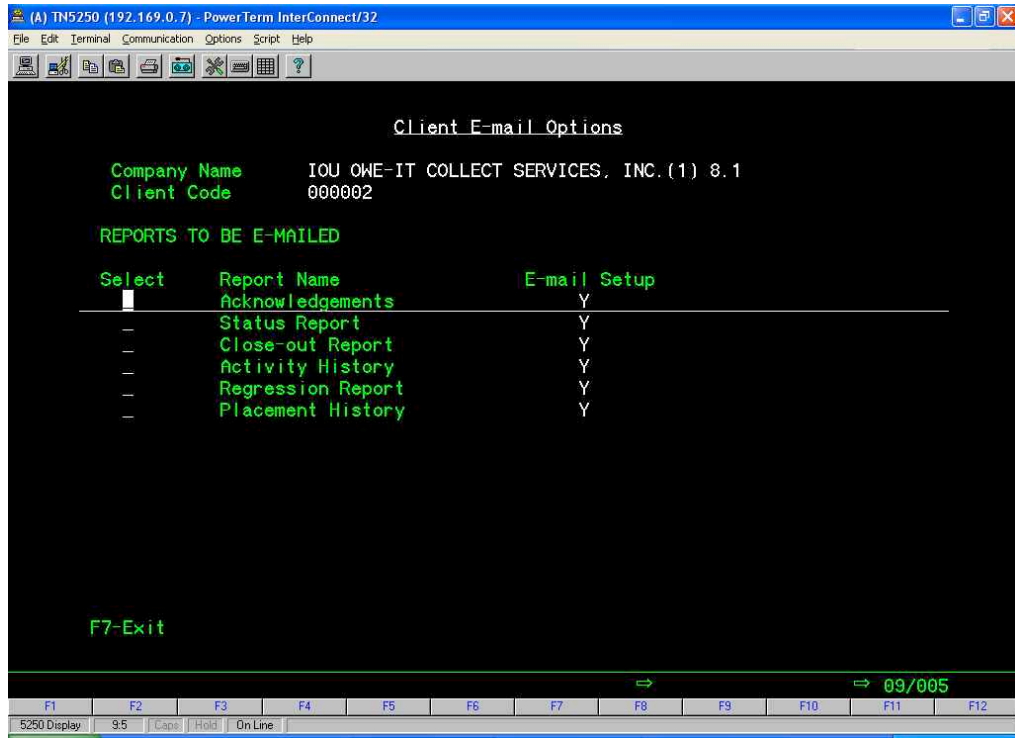 (A) TN5250 (192.169.0.7) - PowerTerm InterConnect/32
File Edit Terminal Communication Options Script Help
Client E-mail Options
Company Name IOU OWE-IT COLLECT SERVICES, INC.(1) 8.1
Client Code 000002
REPORTS TO BE E-MAILED
Select Report Name E-mail Setup
_ Acknowledgements Y
_ Status Report Y
_ Close-out Report Y
_ Activity History Y
_ Regression Report Y
_ Placement History Y
F7-Exit
⇨ ⇨ 09/005
F1 F2 F3 F4 F5 F6 F7 F8 F9 F10 F11 F12
5250 Display 9:5 Caps Hold On Line